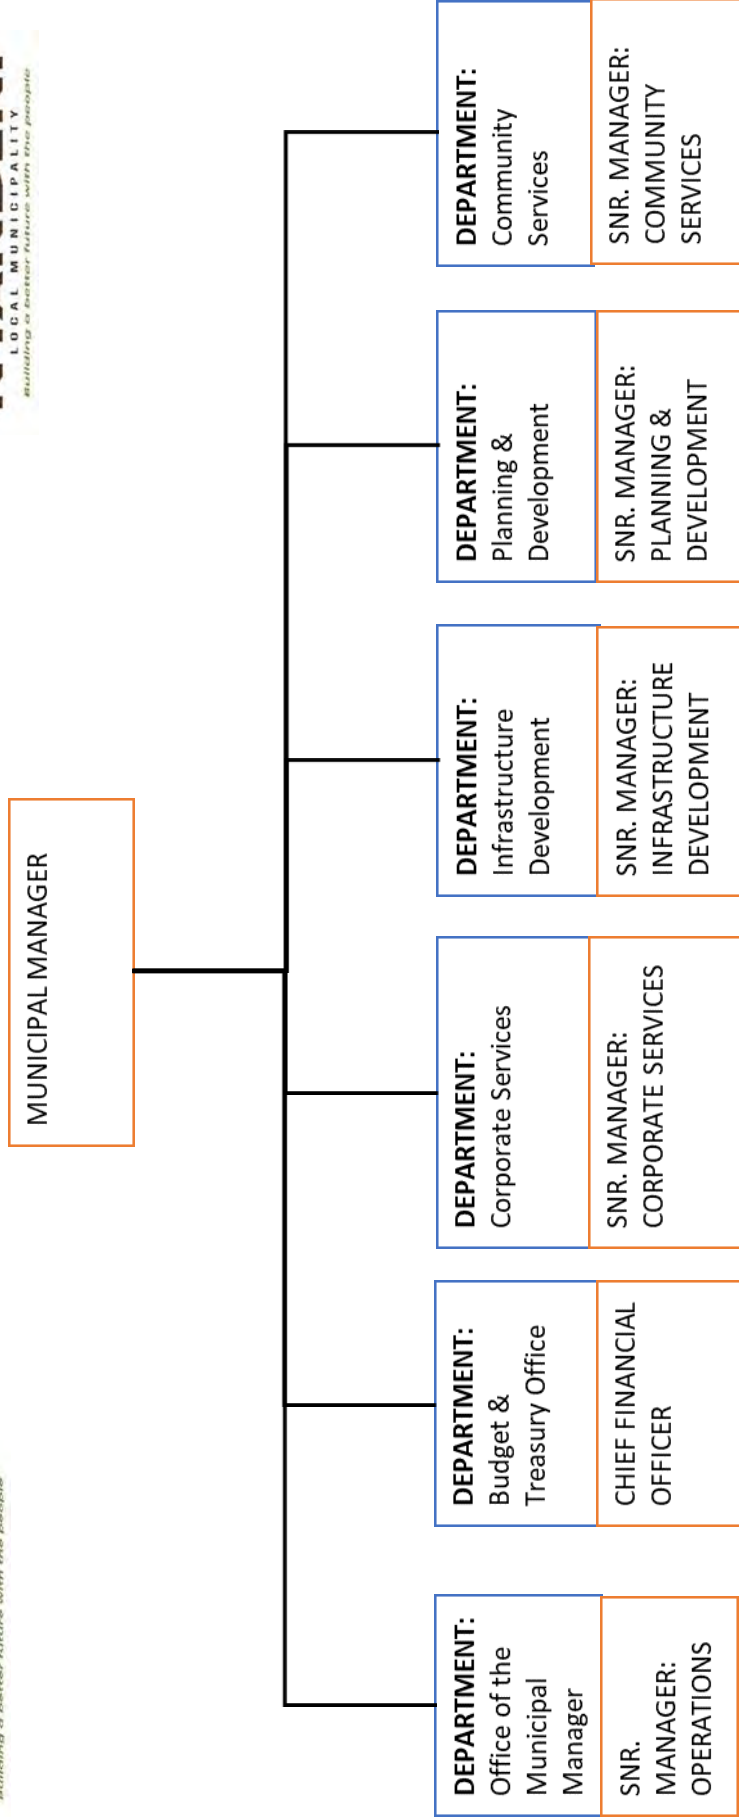 LOCAL MUNICIPALITY
Building a better future with the people
MUNICIPAL MANAGER
DEPARTMENT:
Office of the
Municipal
Manager
SNR.
MANAGER:
OPERATIONS
DEPARTMENT:
Budget &
Treasury Office
CHIEF FINANCIAL
OFFICER
DEPARTMENT:
Corporate Services
SNR. MANAGER:
CORPORATE SERVICES
DEPARTMENT:
Infrastructure
Development
SNR. MANAGER:
INFRASTRUCTURE
DEVELOPMENT
DEPARTMENT:
Planning &
Development
SNR. MANAGER:
PLANNING &
DEVELOPMENT
DEPARTMENT:
Community
Services
SNR. MANAGER:
COMMUNITY
SERVICES